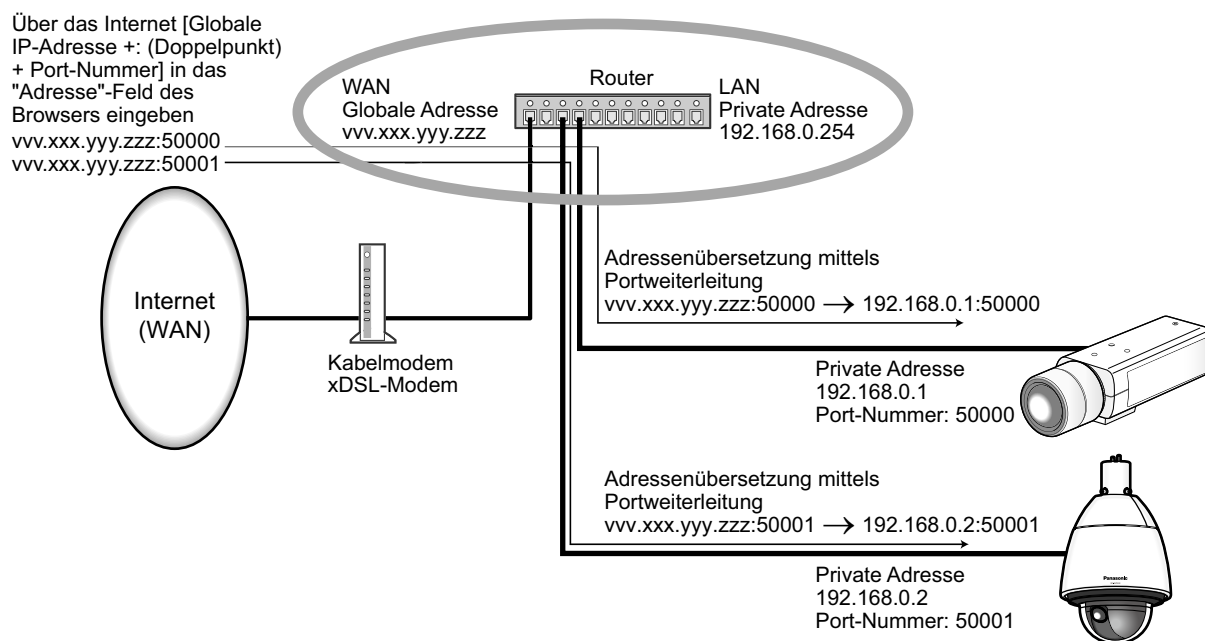 Über das Internet [Globale
IP-Adresse +: (Doppelpunkt)
+ Port-Nummer] in das
"Adresse"-Feld des
Browsers eingeben
vvv.xxx.yyy.zzz:50000
vvv.xxx.yyy.zzz:50001
WAN
Globale Adresse
vvv.xxx.yyy.zzz
Router
LAN
Private Adresse
192.168.0.254
Internet
(WAN)
Kabelmodem
xDSL-Modem
Adressenübersetzung mittels
Portweiterleitung
vvv.xxx.yyy.zzz:50000 → 192.168.0.1:50000
Private Adresse
192.168.0.1
Port-Nummer: 50000
Adressenübersetzung mittels
Portweiterleitung
vvv.xxx.yyy.zzz:50001 → 192.168.0.2:50001
Private Adresse
192.168.0.2
Port-Nummer: 50001
Panasonic